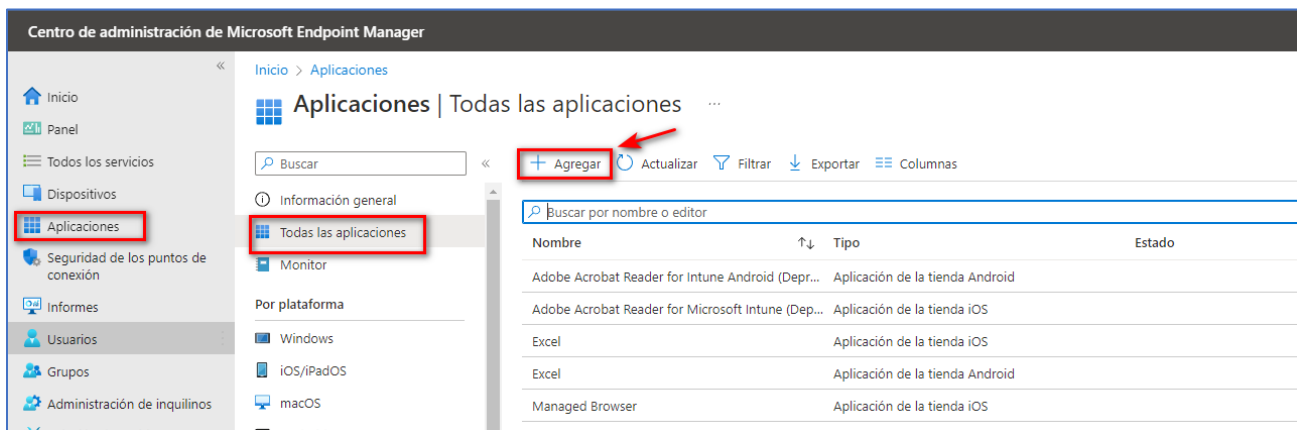 Centro de administración de Microsoft Endpoint Manager
«
Inicio
Panel
Todos los servicios
Dispositivos
Aplicaciones
Seguridad de los puntos de
conexión
Informes
Usuarios
Grupos
Administración de inquilinos
Inicio > Aplicaciones
Aplicaciones | Todas las aplicaciones ...
Buscar «
Información general
Todas las aplicaciones
Monitor
Por plataforma
Windows
iOS/iPadOS
macOS
+ Agregar Actualizar Filtrar Exportar Columnas
Buscar por nombre o editor
Nombre ↑↓ Tipo Estado
Adobe Acrobat Reader for Intune Android (Depr... Aplicación de la tienda Android
Adobe Acrobat Reader for Microsoft Intune (Dep... Aplicación de la tienda iOS
Excel Aplicación de la tienda iOS
Excel Aplicación de la tienda Android
Managed Browser Aplicación de la tienda iOS